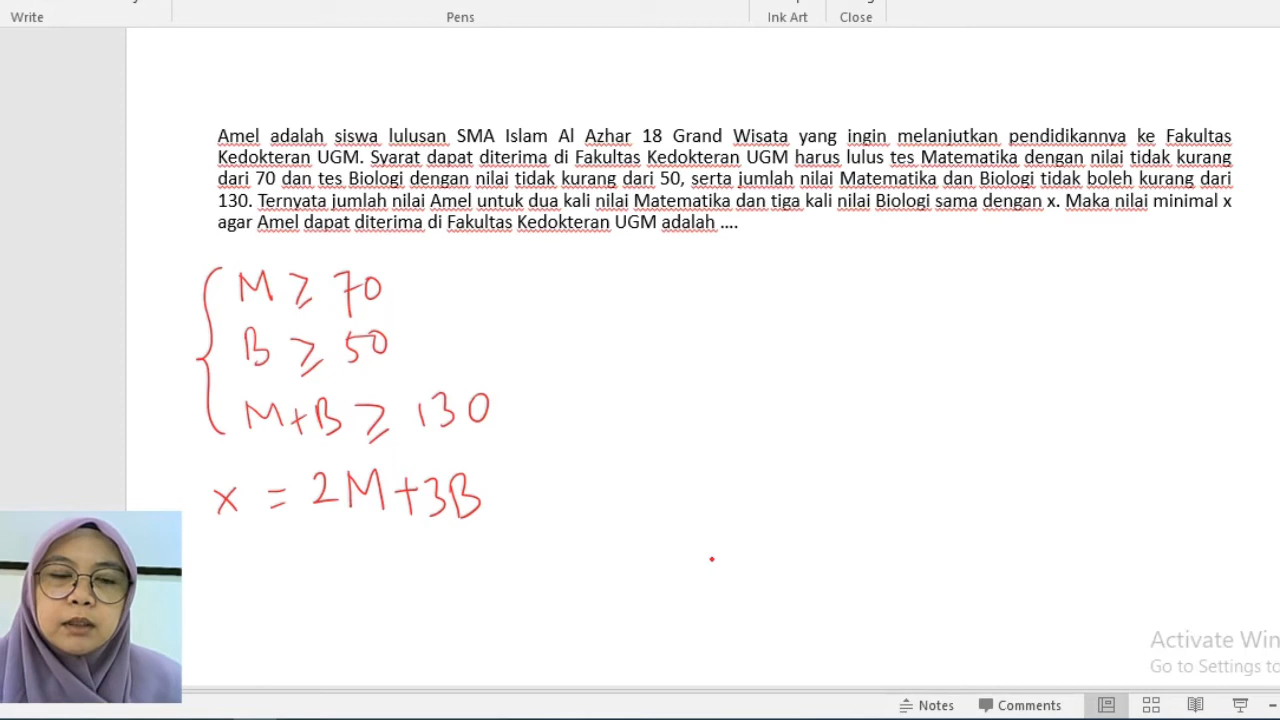 Write
Pens
Ink Art
Close
Amel adalah siswa lulusan SMA Islam Al Azhar 18 Grand Wisata yang ingin melanjutkan pendidikannya ke Fakultas
Kedokteran UGM. Syarat dapat diterima di Fakultas Kedokteran UGM harus lulus tes Matematika dengan nilai tidak kurang
dari 70 dan tes Biologi dengan nilai tidak kurang dari 50, serta jumlah nilai Matematika dan Biologi tidak boleh kurang dari
130. Ternyata jumlah nilai Amel untuk dua kali nilai Matematika dan tiga kali nilai Biologi sama dengan x. Maka nilai minimal x
agar Amel dapat diterima di Fakultas Kedokteran UGM adalah ....
M ≥ 70
B ≥ 50
M+B ≥ 130
x = 2M+3B
Activate Win
Go to Settings to
Notes
Comments